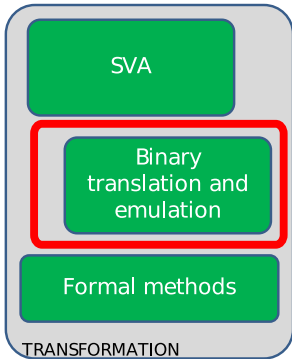 SVA
Binary
translation and
emulation
Formal methods
TRANSFORMATION